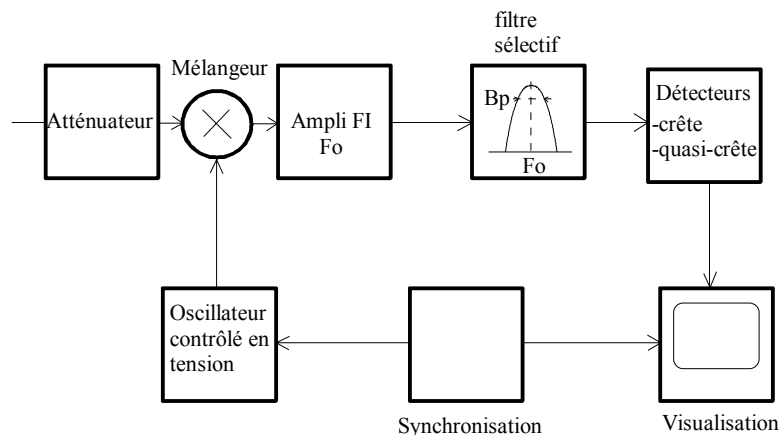 filtre
sélectif
Mélangeur
Atténuateur
Ampli FI
Fo
Bp
Fo
Détecteurs
-crête
-quasi-crête
Oscillateur
contrôlé en
tension
Synchronisation
Visualisation